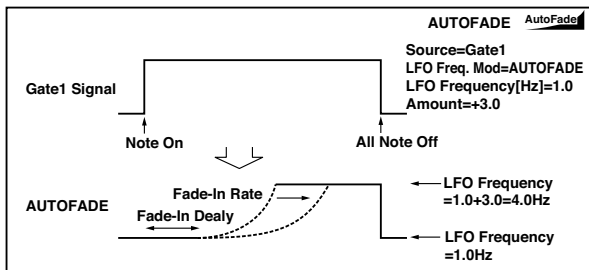 AUTOFADE AutoFade
Source=Gate1
LFO Freq. Mod=AUTOFADE
LFO Frequency[Hz]=1.0
Amount=+3.0
Gate1 Signal
Note On
All Note Off
Fade-In Rate
Fade-In Dealy
AUTOFADE
LFO Frequency
=1.0+3.0=4.0Hz
LFO Frequency
=1.0Hz